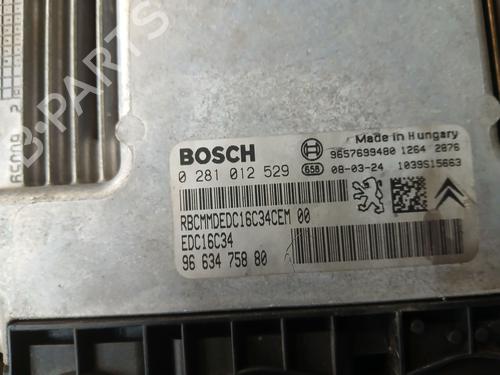 B-PARTS
BOSCH
Made in Hungary
9657699480 1264 2876
0 281 012 529
658 08-03-24 1039S15663
RBCMMDEDC16C34CEM 00
EDC16C34
96 634 758 80